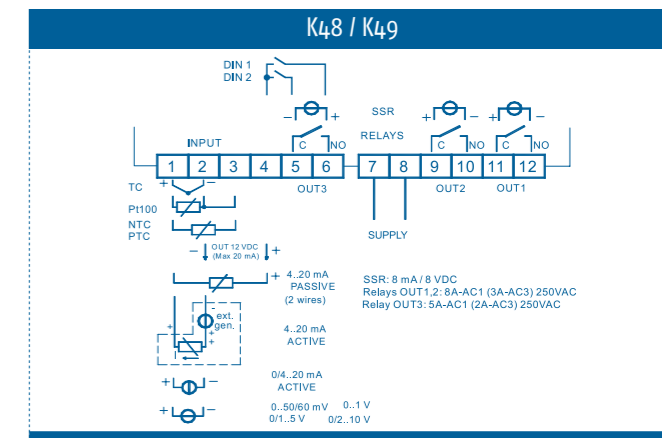 K48 / K49
DIN 1
DIN 2
− + SSR + − + −
INPUT RELAYS
C NO C NO C NO
1 2 3 4 5 6 7 8 9 10 11 12
TC + − OUT3 OUT2 OUT1
Pt100
NTC
PTC
SUPPLY
− OUT 12 VDC +
(Max 20 mA)
+ 4..20 mA
PASSIVE
(2 wires)
SSR: 8 mA / 8 VDC
Relays OUT1,2: 8A-AC1 (3A-AC3) 250VAC
Relay OUT3: 5A-AC1 (2A-AC3) 250VAC
-
ext.
gen.
+ +
+
4..20 mA
ACTIVE
+ − 0/4..20 mA
ACTIVE
+ − 0..50/60 mV 0..1 V
0/1..5 V 0/2..10 V